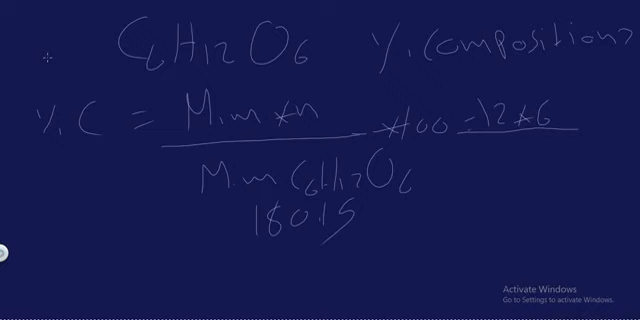 C6H12O6 % Composition
% C = M.m * n * 100 = 12 * 6
M.m C6H12O6
180.15
Activate Windows
Go to Settings to activate Windows.